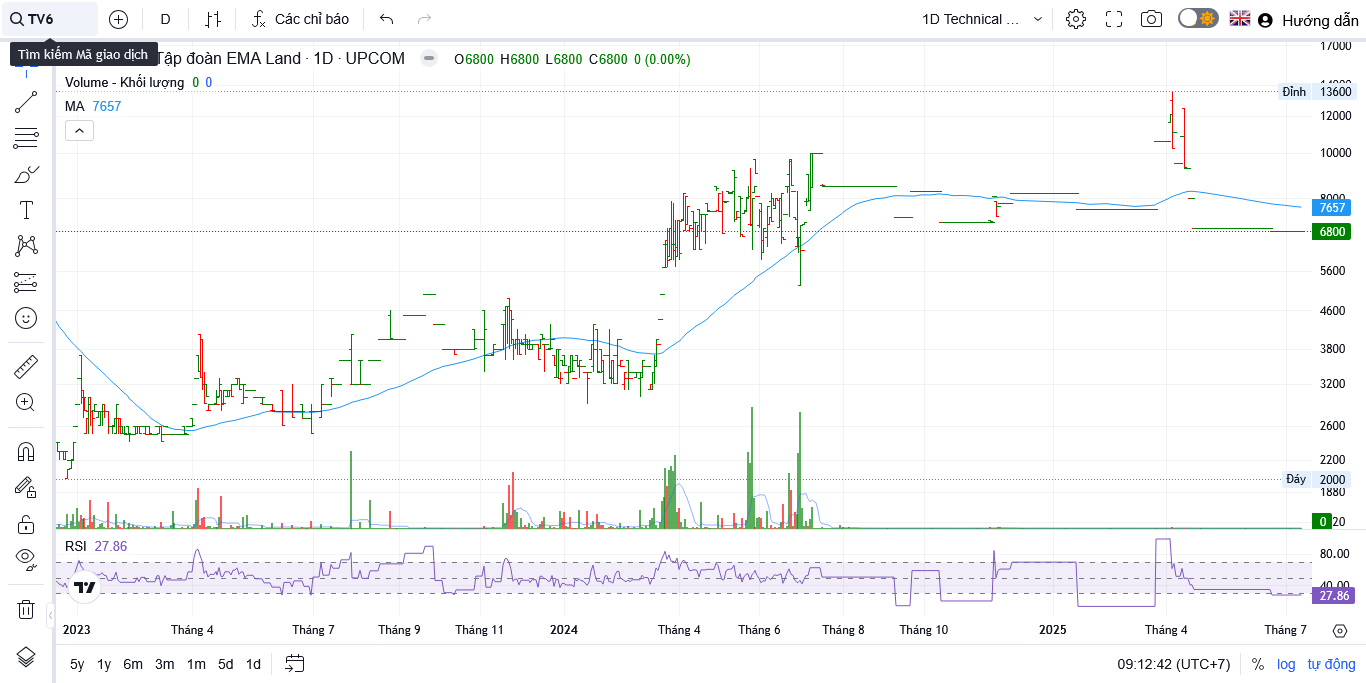 TV6
D
Các chỉ báo
1D Technical ...
Hướng dẫn
Tìm kiếm Mã giao dịch
Tập đoàn EMA Land · 1D · UPCOM
O6800 H6800 L6800 C6800 0 (0.00%)
Volume - Khối lượng 0 0
MA 7657
17000
Đỉnh 13600
12000
10000
8000
7657
6800
5600
4600
3800
3200
2600
2200
Đáy 2000
1880
0
20
RSI 27.86
80.00
40.00
27.86
2023 Tháng 4 Tháng 7 Tháng 9 Tháng 11 2024 Tháng 4 Tháng 6 Tháng 8 Tháng 10 2025 Tháng 4 Tháng 7
5y 1y 6m 3m 1m 5d 1d
09:12:42 (UTC+7) % log tự động